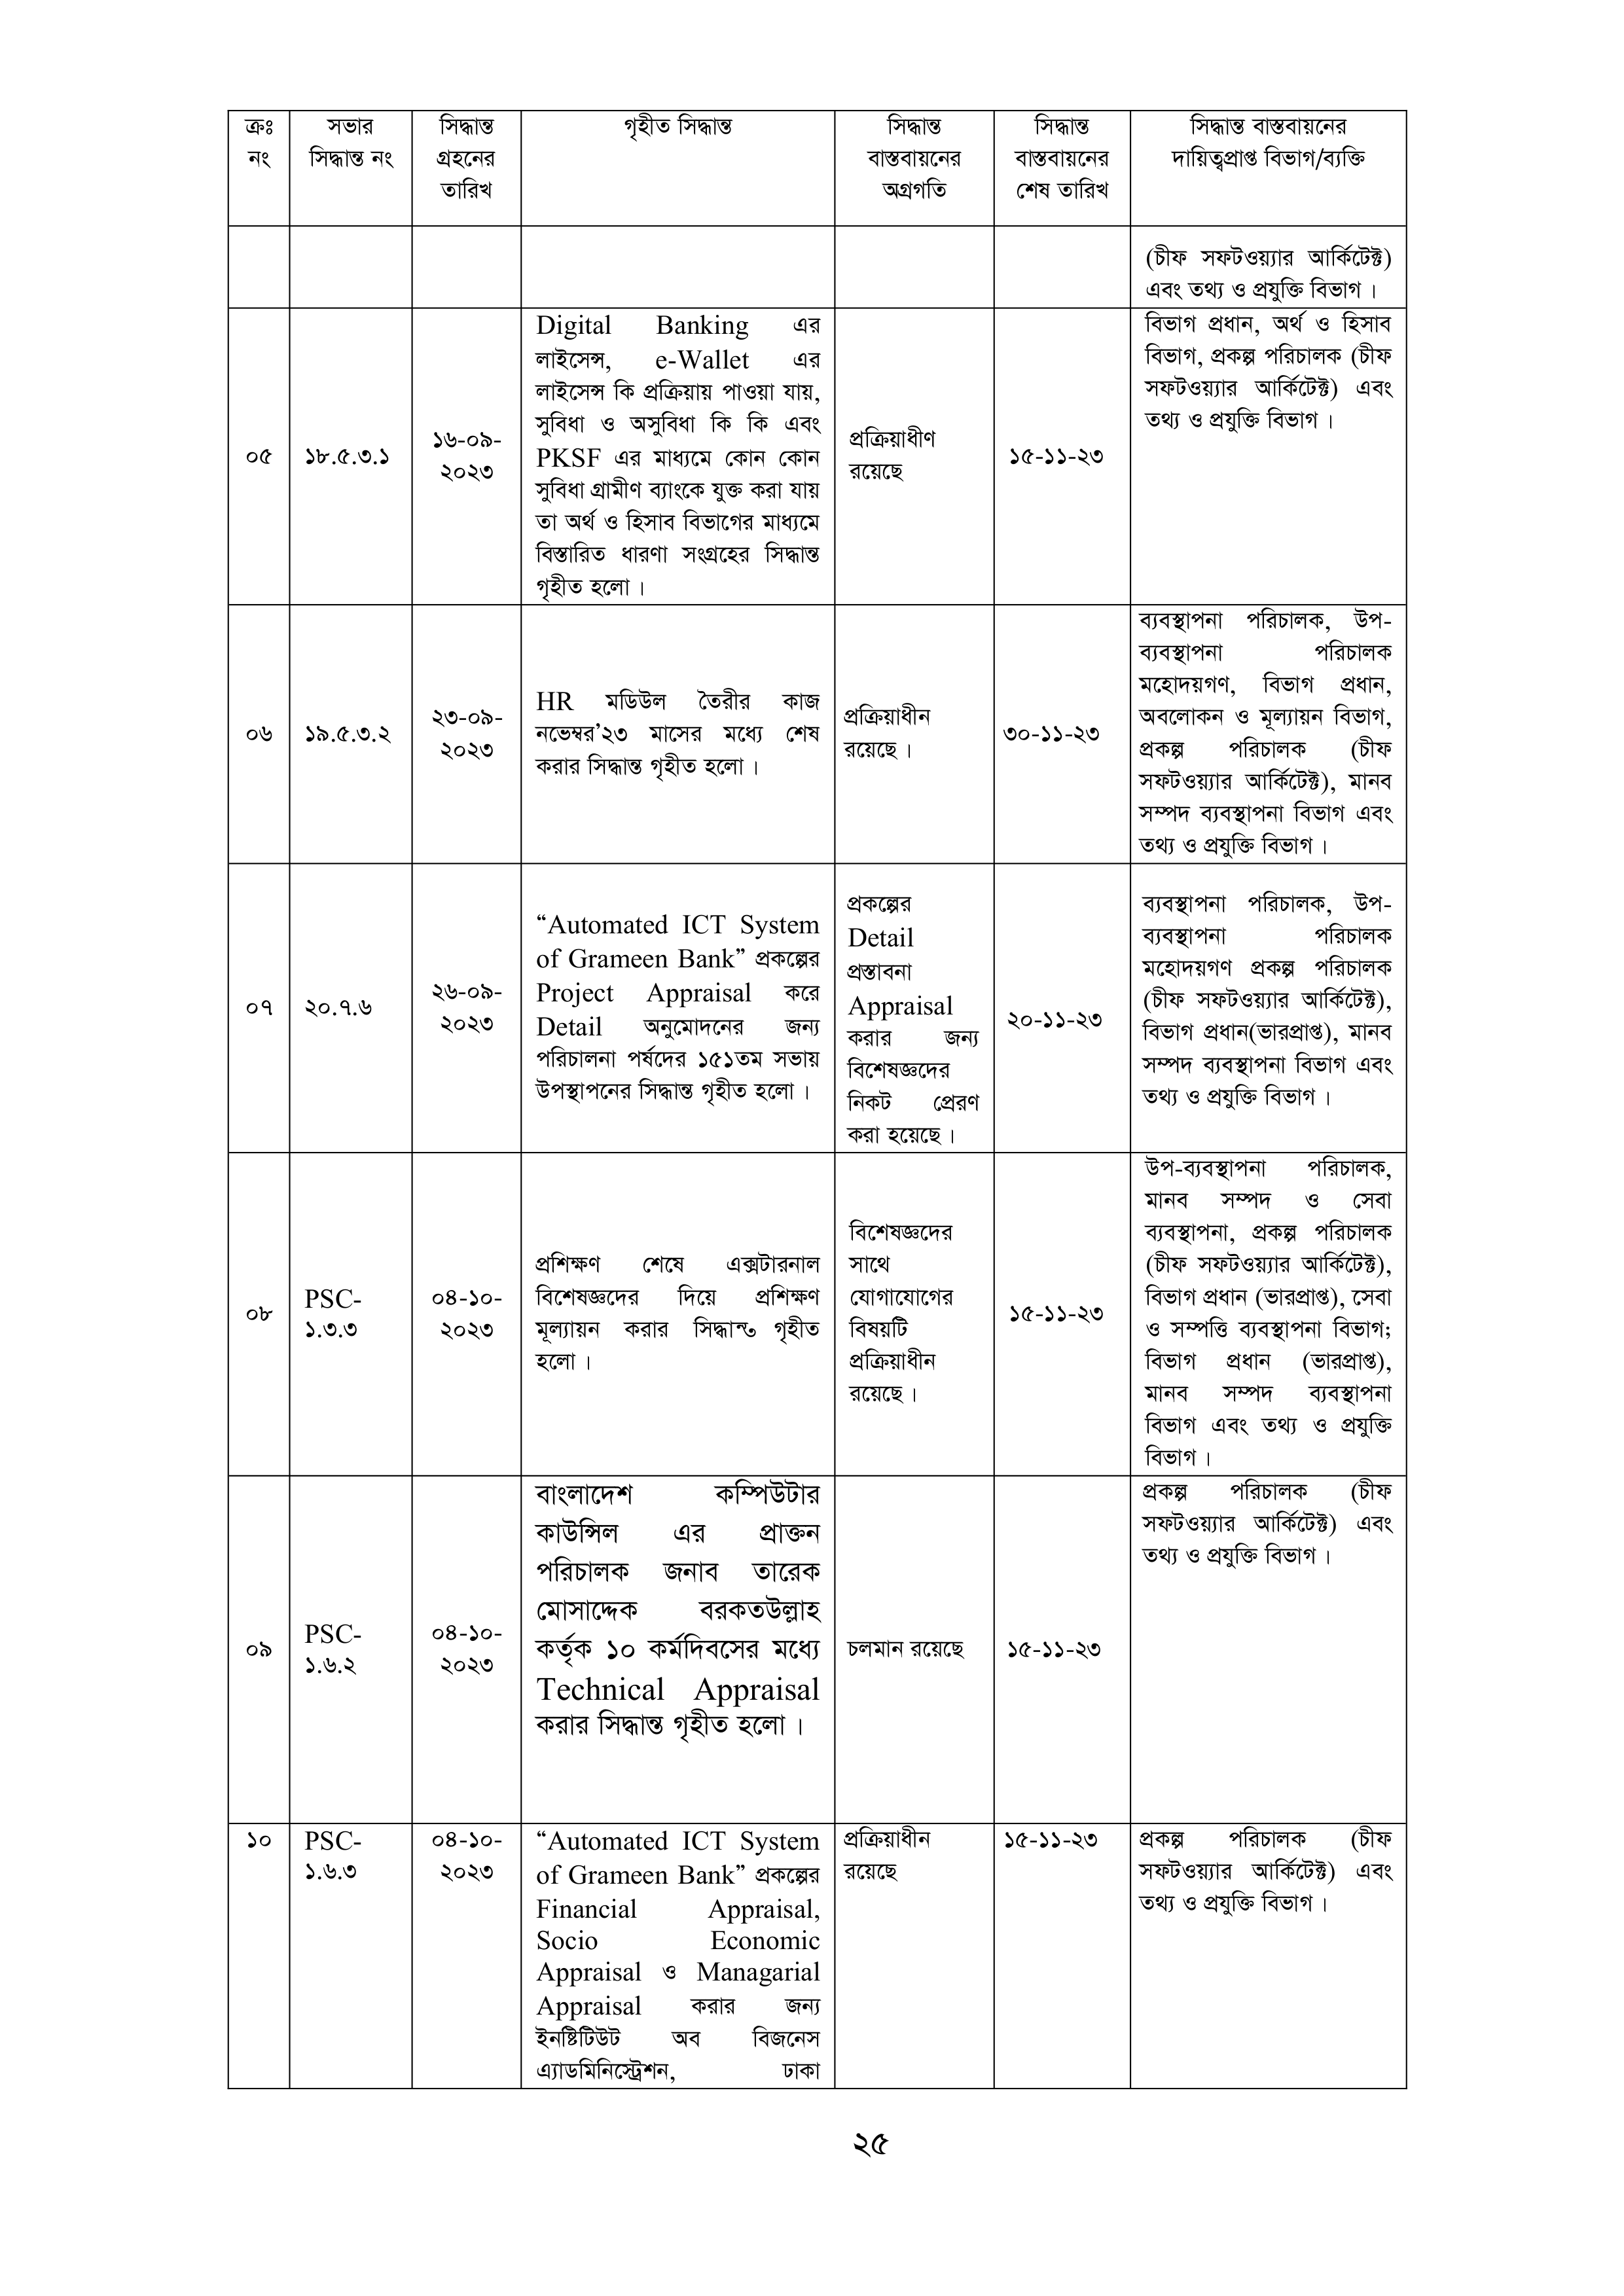 ক্রঃ
নং
সভার
সিদ্ধান্ত নং
সিদ্ধান্ত
গ্রহনের
তারিখ
গৃহীত সিদ্ধান্ত
সিদ্ধান্ত
বাস্তবায়নের
অগ্রগতি
সিদ্ধান্ত
বাস্তবায়নের
শেষ তারিখ
সিদ্ধান্ত বাস্তবায়নের
দায়িত্বপ্রাপ্ত বিভাগ/ব্যক্তি
(চীফ সফটওয়্যার আর্কিটেক্ট)
এবং তথ্য ও প্রযুক্তি বিভাগ।
০৫
১৮.৫.৩.১
১৬-০৯-
২০২৩
Digital Banking এর
লাইসেন্স, e-Wallet এর
লাইসেন্স কি প্রক্রিয়ায় পাওয়া যায়,
সুবিধা ও অসুবিধা কি কি এবং
PKSF এর মাধ্যমে কোন কোন
সুবিধা গ্রামীণ ব্যাংকে যুক্ত করা যায়
তা অর্থ ও হিসাব বিভাগের মাধ্যমে
বিস্তারিত ধারণা সংগ্রহের সিদ্ধান্ত
গৃহীত হলো।
প্রক্রিয়াধীণ
রয়েছে
১৫-১১-২৩
বিভাগ প্রধান, অর্থ ও হিসাব
বিভাগ, প্রকল্প পরিচালক (চীফ
সফটওয়্যার আর্কিটেক্ট) এবং
তথ্য ও প্রযুক্তি বিভাগ।
০৬
১৯.৫.৩.২
২৩-০৯-
২০২৩
HR মডিউল তৈরীর কাজ
নভেম্বর’২৩ মাসের মধ্যে শেষ
করার সিদ্ধান্ত গৃহীত হলো।
প্রক্রিয়াধীন
রয়েছে।
৩০-১১-২৩
ব্যবস্থাপনা পরিচালক, উপ-
ব্যবস্থাপনা পরিচালক
মহোদয়গণ, বিভাগ প্রধান,
অবলোকন ও মূল্যায়ন বিভাগ,
প্রকল্প পরিচালক (চীফ
সফটওয়্যার আর্কিটেক্ট), মানব
সম্পদ ব্যবস্থাপনা বিভাগ এবং
তথ্য ও প্রযুক্তি বিভাগ।
০৭
২০.৭.৬
২৬-০৯-
২০২৩
“Automated ICT System
of Grameen Bank” প্রকল্পের
Project Appraisal করে
Detail অনুমোদনের জন্য
পরিচালনা পর্ষদের ১৫১তম সভায়
উপস্থাপনের সিদ্ধান্ত গৃহীত হলো।
প্রকল্পের
Detail
প্রস্তাবনা
Appraisal
করার জন্য
বিশেষজ্ঞদের
নিকট প্রেরণ
করা হয়েছে।
২০-১১-২৩
ব্যবস্থাপনা পরিচালক, উপ-
ব্যবস্থাপনা পরিচালক
মহোদয়গণ প্রকল্প পরিচালক
(চীফ সফটওয়্যার আর্কিটেক্ট),
বিভাগ প্রধান(ভারপ্রাপ্ত), মানব
সম্পদ ব্যবস্থাপনা বিভাগ এবং
তথ্য ও প্রযুক্তি বিভাগ।
০৮
PSC-
১.৩.৩
০৪-১০-
২০২৩
প্রশিক্ষণ শেষে এক্সটারনাল
বিশেষজ্ঞদের দিয়ে প্রশিক্ষণ
মূল্যায়ন করার সিদ্ধান্ত গৃহীত
হলো।
বিশেষজ্ঞদের
সাথে
যোগাযোগের
বিষয়টি
প্রক্রিয়াধীন
রয়েছে।
১৫-১১-২৩
উপ-ব্যবস্থাপনা পরিচালক,
মানব সম্পদ ও সেবা
ব্যবস্থাপনা, প্রকল্প পরিচালক
(চীফ সফটওয়্যার আর্কিটেক্ট),
বিভাগ প্রধান (ভারপ্রাপ্ত), সেবা
ও সম্পত্তি ব্যবস্থাপনা বিভাগ;
বিভাগ প্রধান (ভারপ্রাপ্ত),
মানব সম্পদ ব্যবস্থাপনা
বিভাগ এবং তথ্য ও প্রযুক্তি
বিভাগ।
০৯
PSC-
১.৬.২
০৪-১০-
২০২৩
বাংলাদেশ কম্পিউটার
কাউন্সিল এর প্রাক্তন
পরিচালক জনাব তারেক
মোসাদ্দেক বরকতউল্লাহ
কর্তৃক ১০ কর্মদিবসের মধ্যে
Technical Appraisal
করার সিদ্ধান্ত গৃহীত হলো।
চলমান রয়েছে
১৫-১১-২৩
প্রকল্প পরিচালক (চীফ
সফটওয়্যার আর্কিটেক্ট) এবং
তথ্য ও প্রযুক্তি বিভাগ।
১০
PSC-
১.৬.৩
০৪-১০-
২০২৩
“Automated ICT System
of Grameen Bank” প্রকল্পের
Financial Appraisal,
Socio Economic
Appraisal ও Managarial
Appraisal করার জন্য
ইনষ্টিটিউট অব বিজনেস
এ্যাডমিনিস্ট্রেশন, ঢাকা
প্রক্রিয়াধীন
রয়েছে
১৫-১১-২৩
প্রকল্প পরিচালক (চীফ
সফটওয়্যার আর্কিটেক্ট) এবং
তথ্য ও প্রযুক্তি বিভাগ।
২৫